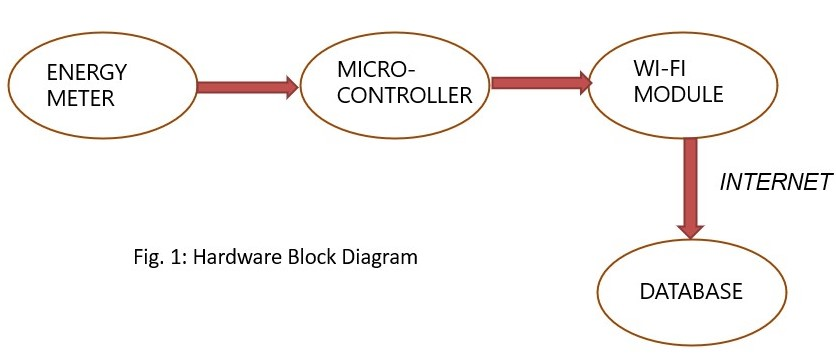 ENERGY
METER
MICRO-
CONTROLLER
WI-FI
MODULE
INTERNET
Fig. 1: Hardware Block Diagram
DATABASE